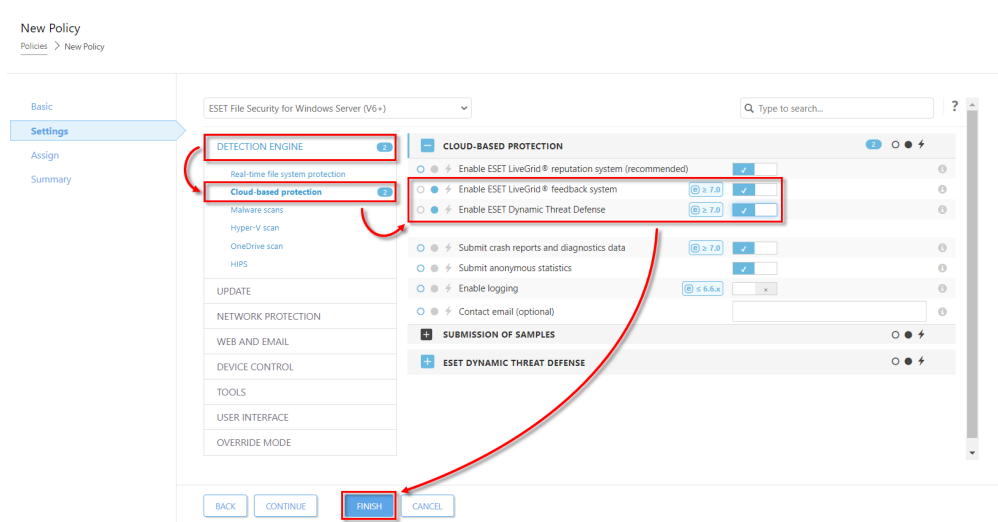 New Policy
Policies > New Policy
Basic
Settings
Assign
Summary
ESET File Security for Windows Server (V6+)
Type to search...
?
DETECTION ENGINE 2
Real-time file system protection
Cloud-based protection 2
Malware scans
Hyper-V scan
OneDrive scan
HIPS
UPDATE
NETWORK PROTECTION
WEB AND EMAIL
DEVICE CONTROL
TOOLS
USER INTERFACE
OVERRIDE MODE
CLOUD-BASED PROTECTION 2
Enable ESET LiveGrid® reputation system (recommended)
Enable ESET LiveGrid® feedback system ≥ 7.0
Enable ESET Dynamic Threat Defense ≥ 7.0
Submit crash reports and diagnostics data ≥ 7.0
Submit anonymous statistics
Enable logging ≤ 6.6.x
Contact email (optional)
SUBMISSION OF SAMPLES
ESET DYNAMIC THREAT DEFENSE
BACK CONTINUE FINISH CANCEL